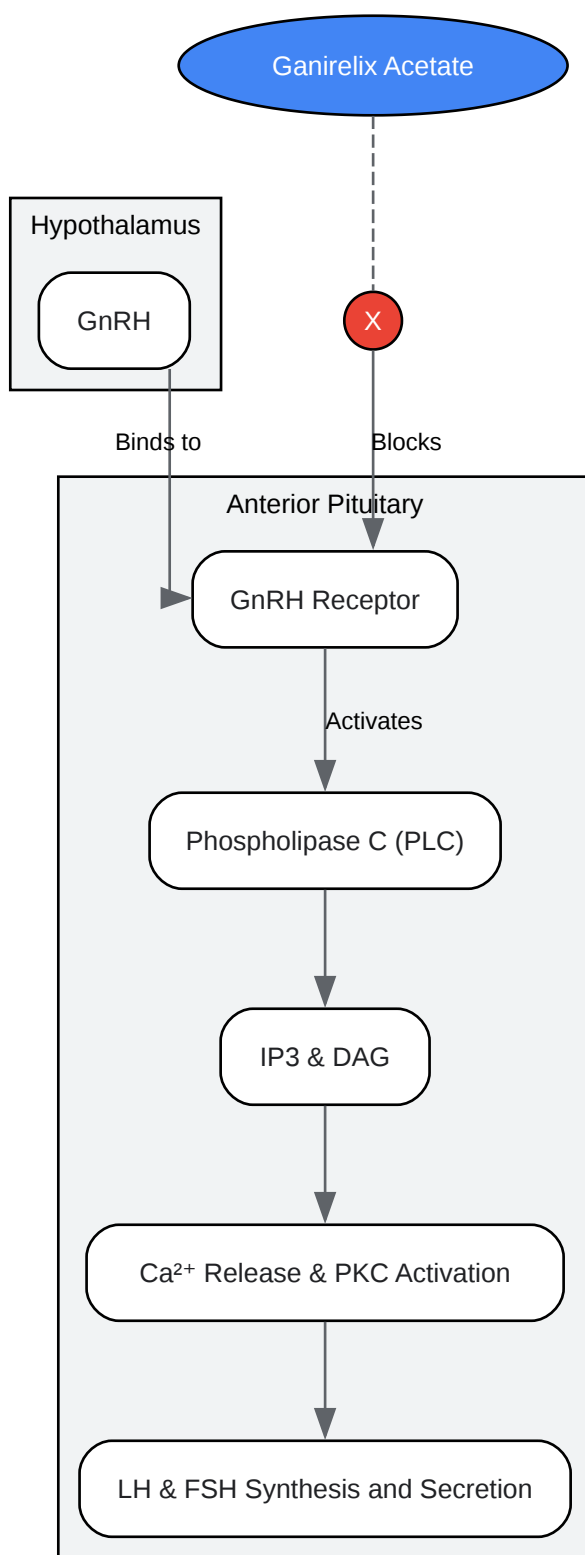 Ganirelix Acetate
Hypothalamus
GnRH
X
Binds to
Blocks
Anterior Pituitary
GnRH Receptor
Activates
Phospholipase C (PLC)
IP3 & DAG
Ca²⁺ Release & PKC Activation
LH & FSH Synthesis and Secretion